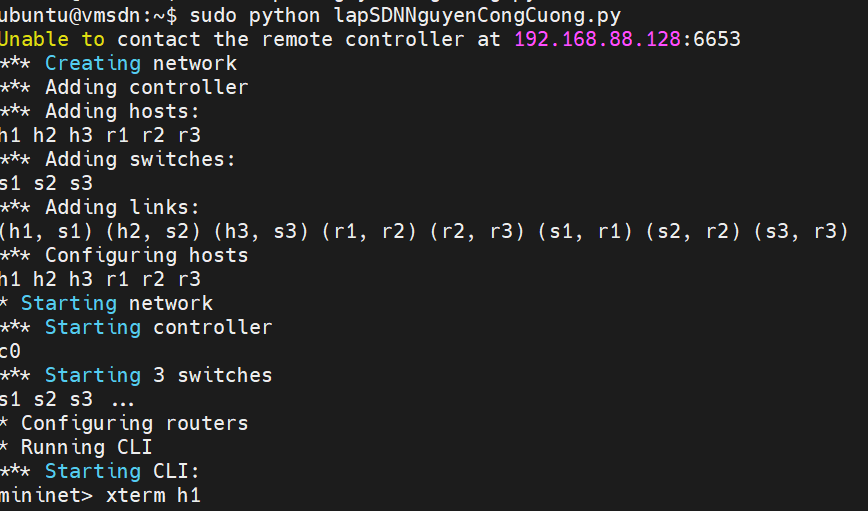 ubuntu@vmsdn:~$ sudo python lapSDNNguyenCongCuong.py
Unable to contact the remote controller at 192.168.88.128:6653
*** Creating network
*** Adding controller
*** Adding hosts:
h1 h2 h3 r1 r2 r3
*** Adding switches:
s1 s2 s3
*** Adding links:
(h1, s1) (h2, s2) (h3, s3) (r1, r2) (r2, r3) (s1, r1) (s2, r2) (s3, r3)
*** Configuring hosts
h1 h2 h3 r1 r2 r3
* Starting network
*** Starting controller
c0
*** Starting 3 switches
s1 s2 s3 ...
* Configuring routers
* Running CLI
*** Starting CLI:
mininet> xterm h1